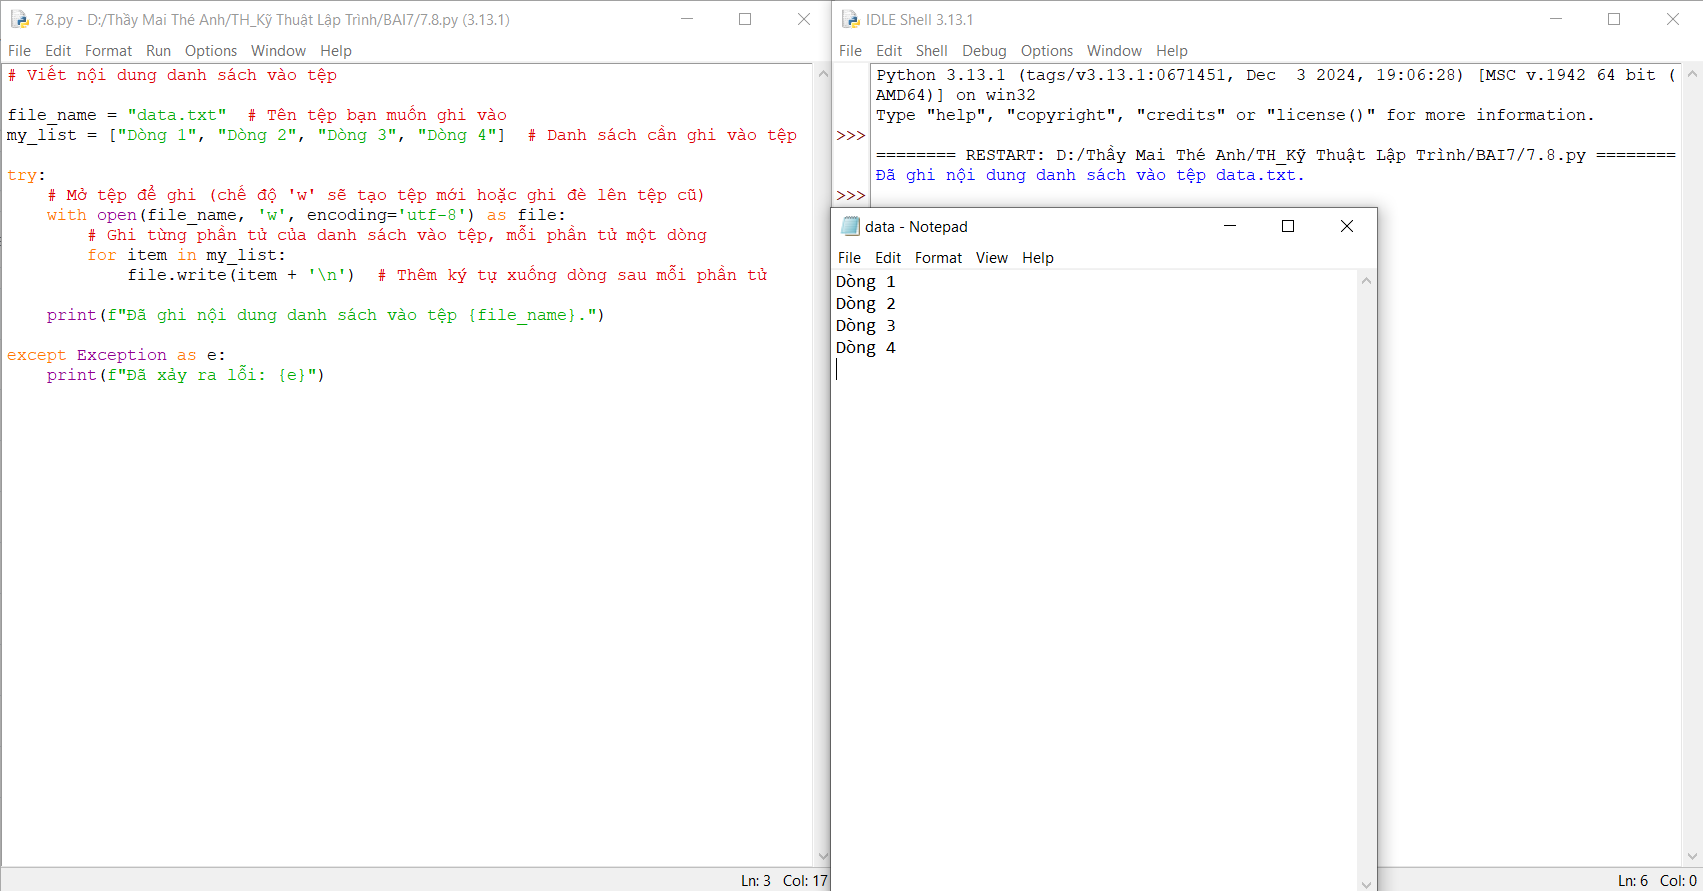 7.8.py - D:/Thầy Mai Thé Anh/TH_Kỹ Thuật Lập Trình/BAI7/7.8.py (3.13.1)
File Edit Format Run Options Window Help
# Viết nội dung danh sách vào tệp
file_name = "data.txt"  # Tên tệp bạn muốn ghi vào
my_list = ["Dòng 1", "Dòng 2", "Dòng 3", "Dòng 4"]  # Danh sách cần ghi vào tệp
try:
    # Mở tệp để ghi (chế độ 'w' sẽ tạo tệp mới hoặc ghi đè lên tệp cũ)
    with open(file_name, 'w', encoding='utf-8') as file:
        # Ghi từng phần tử của danh sách vào tệp, mỗi phần tử một dòng
        for item in my_list:
            file.write(item + '\n')  # Thêm ký tự xuống dòng sau mỗi phần tử
    print(f"Đã ghi nội dung danh sách vào tệp {file_name}.")
except Exception as e:
    print(f"Đã xảy ra lỗi: {e}")
Ln: 3 Col: 17
IDLE Shell 3.13.1
File Edit Shell Debug Options Window Help
Python 3.13.1 (tags/v3.13.1:0671451, Dec  3 2024, 19:06:28) [MSC v.1942 64 bit (
AMD64)] on win32
Type "help", "copyright", "credits" or "license()" for more information.
>>>
======== RESTART: D:/Thầy Mai Thé Anh/TH_Kỹ Thuật Lập Trình/BAI7/7.8.py ========
Đã ghi nội dung danh sách vào tệp data.txt.
>>>
data - Notepad
File Edit Format View Help
Dòng 1
Dòng 2
Dòng 3
Dòng 4
Ln: 6 Col: 0